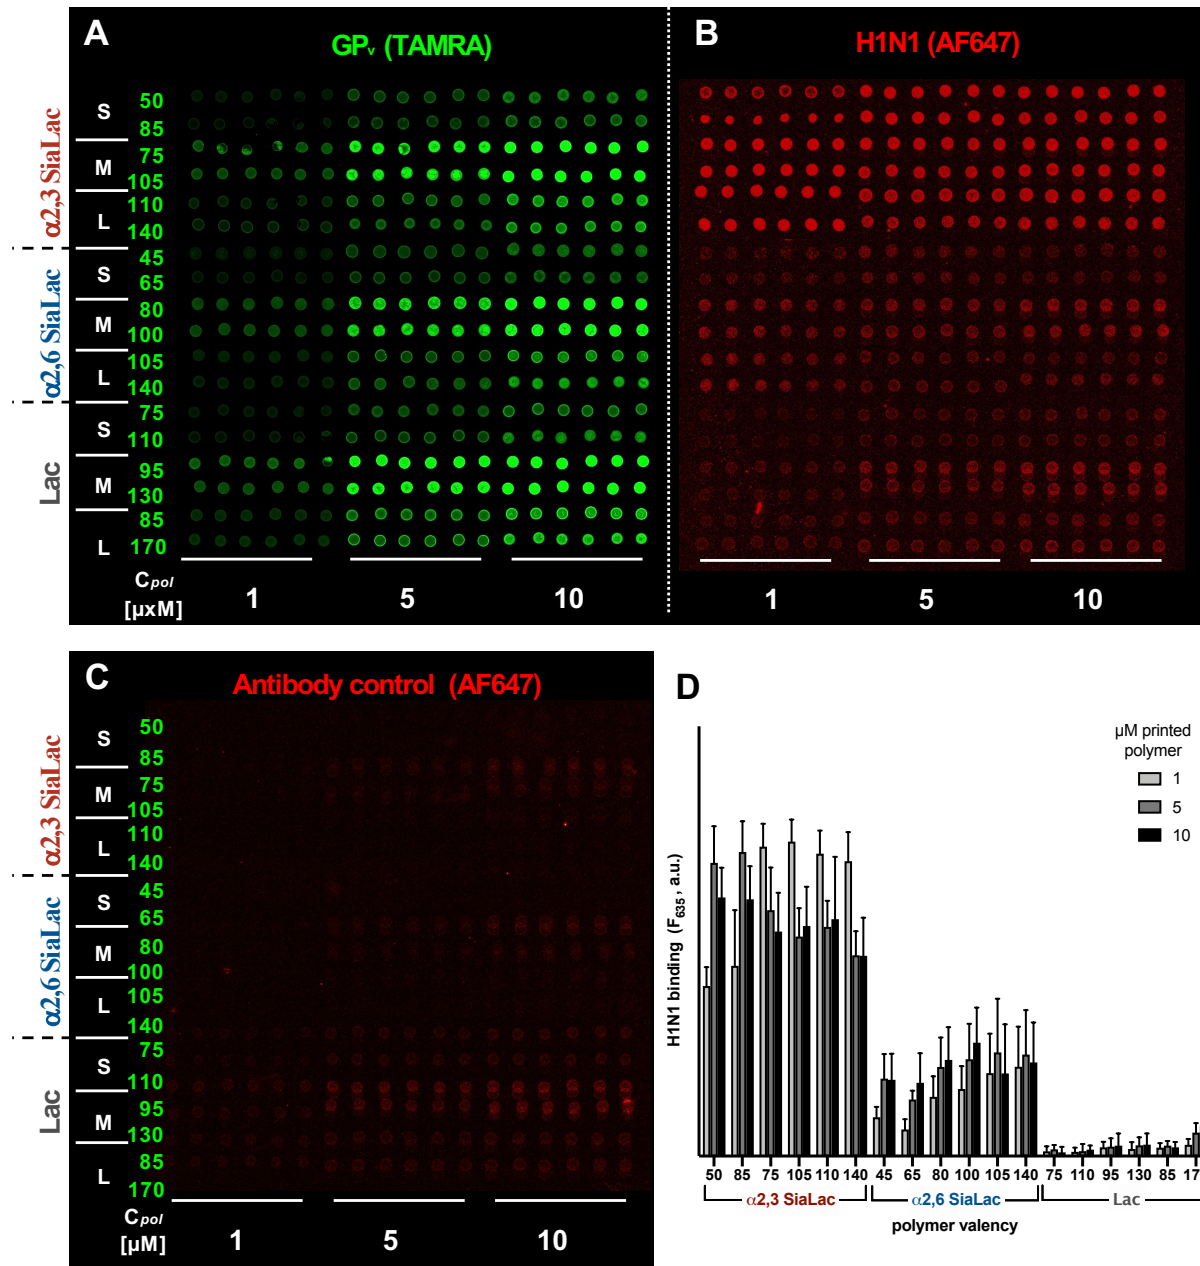 A
GPv (TAMRA)
α2,3 SiaLac
α2,6 SiaLac
Lac
S
M
L
S
M
L
S
M
L
50
85
75
105
110
140
45
65
80
100
105
140
75
110
95
130
85
170
Cpol
[µxM]
1
5
10
B
H1N1 (AF647)
1
5
10
C
Antibody control (AF647)
α2,3 SiaLac
α2,6 SiaLac
Lac
S
M
L
S
M
L
S
M
L
50
85
75
105
110
140
45
65
80
100
105
140
75
110
95
130
85
170
Cpol
[µM]
1
5
10
D
µM printed
polymer
1
5
10
H1N1 binding (F635, a.u.)
50 85 75 105 110 140 45 65 80 100 105 140 75 110 95 130 85 17
α2,3 SiaLac α2,6 SiaLac Lac
polymer valency